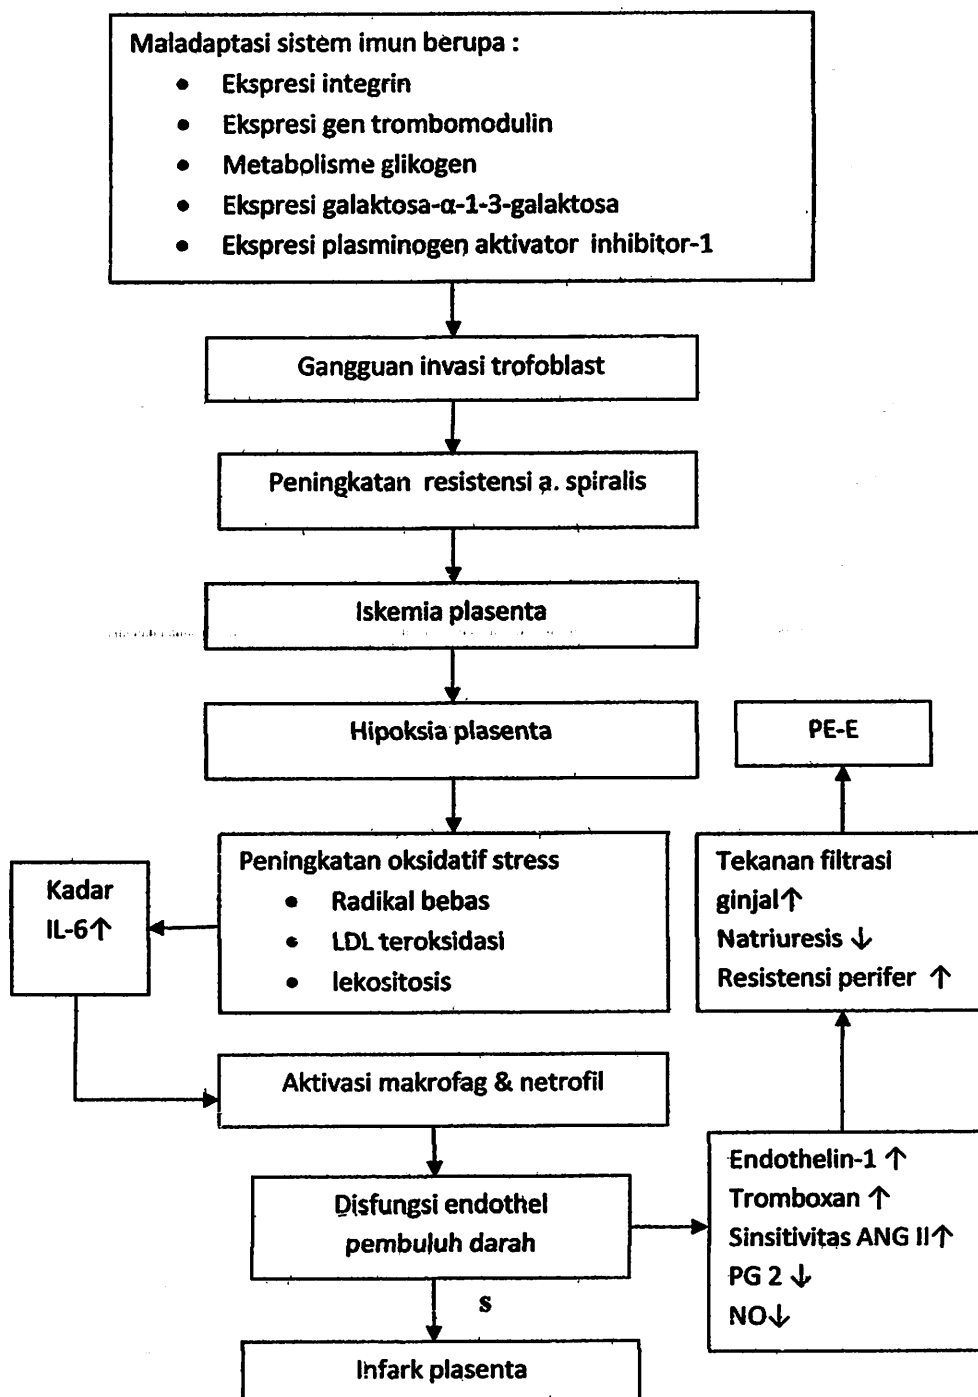 Maladaptasi sistem imun berupa :
• Ekspresi integrin
• Ekspresi gen trombomodulin
• Metabolisme glikogen
• Ekspresi galaktosa-α-1-3-galaktosa
• Ekspresi plasminogen aktivator inhibitor-1
Gangguan invasi trofoblast
Peningkatan resistensi a. spiralis
Iskemia plasenta
Hipoksia plasenta
Peningkatan oksidatif stress
• Radikal bebas
• LDL teroksidasi
• lekositosis
Kadar
IL-6↑
Aktivasi makrofag & netrofil
Disfungsi endothel
pembuluh darah
s
Infark plasenta
Endothelin-1 ↑
Tromboxan ↑
Sinsitivitas ANG II↑
PG 2 ↓
NO↓
Tekanan filtrasi
ginjal↑
Natriuresis ↓
Resistensi perifer ↑
PE-E